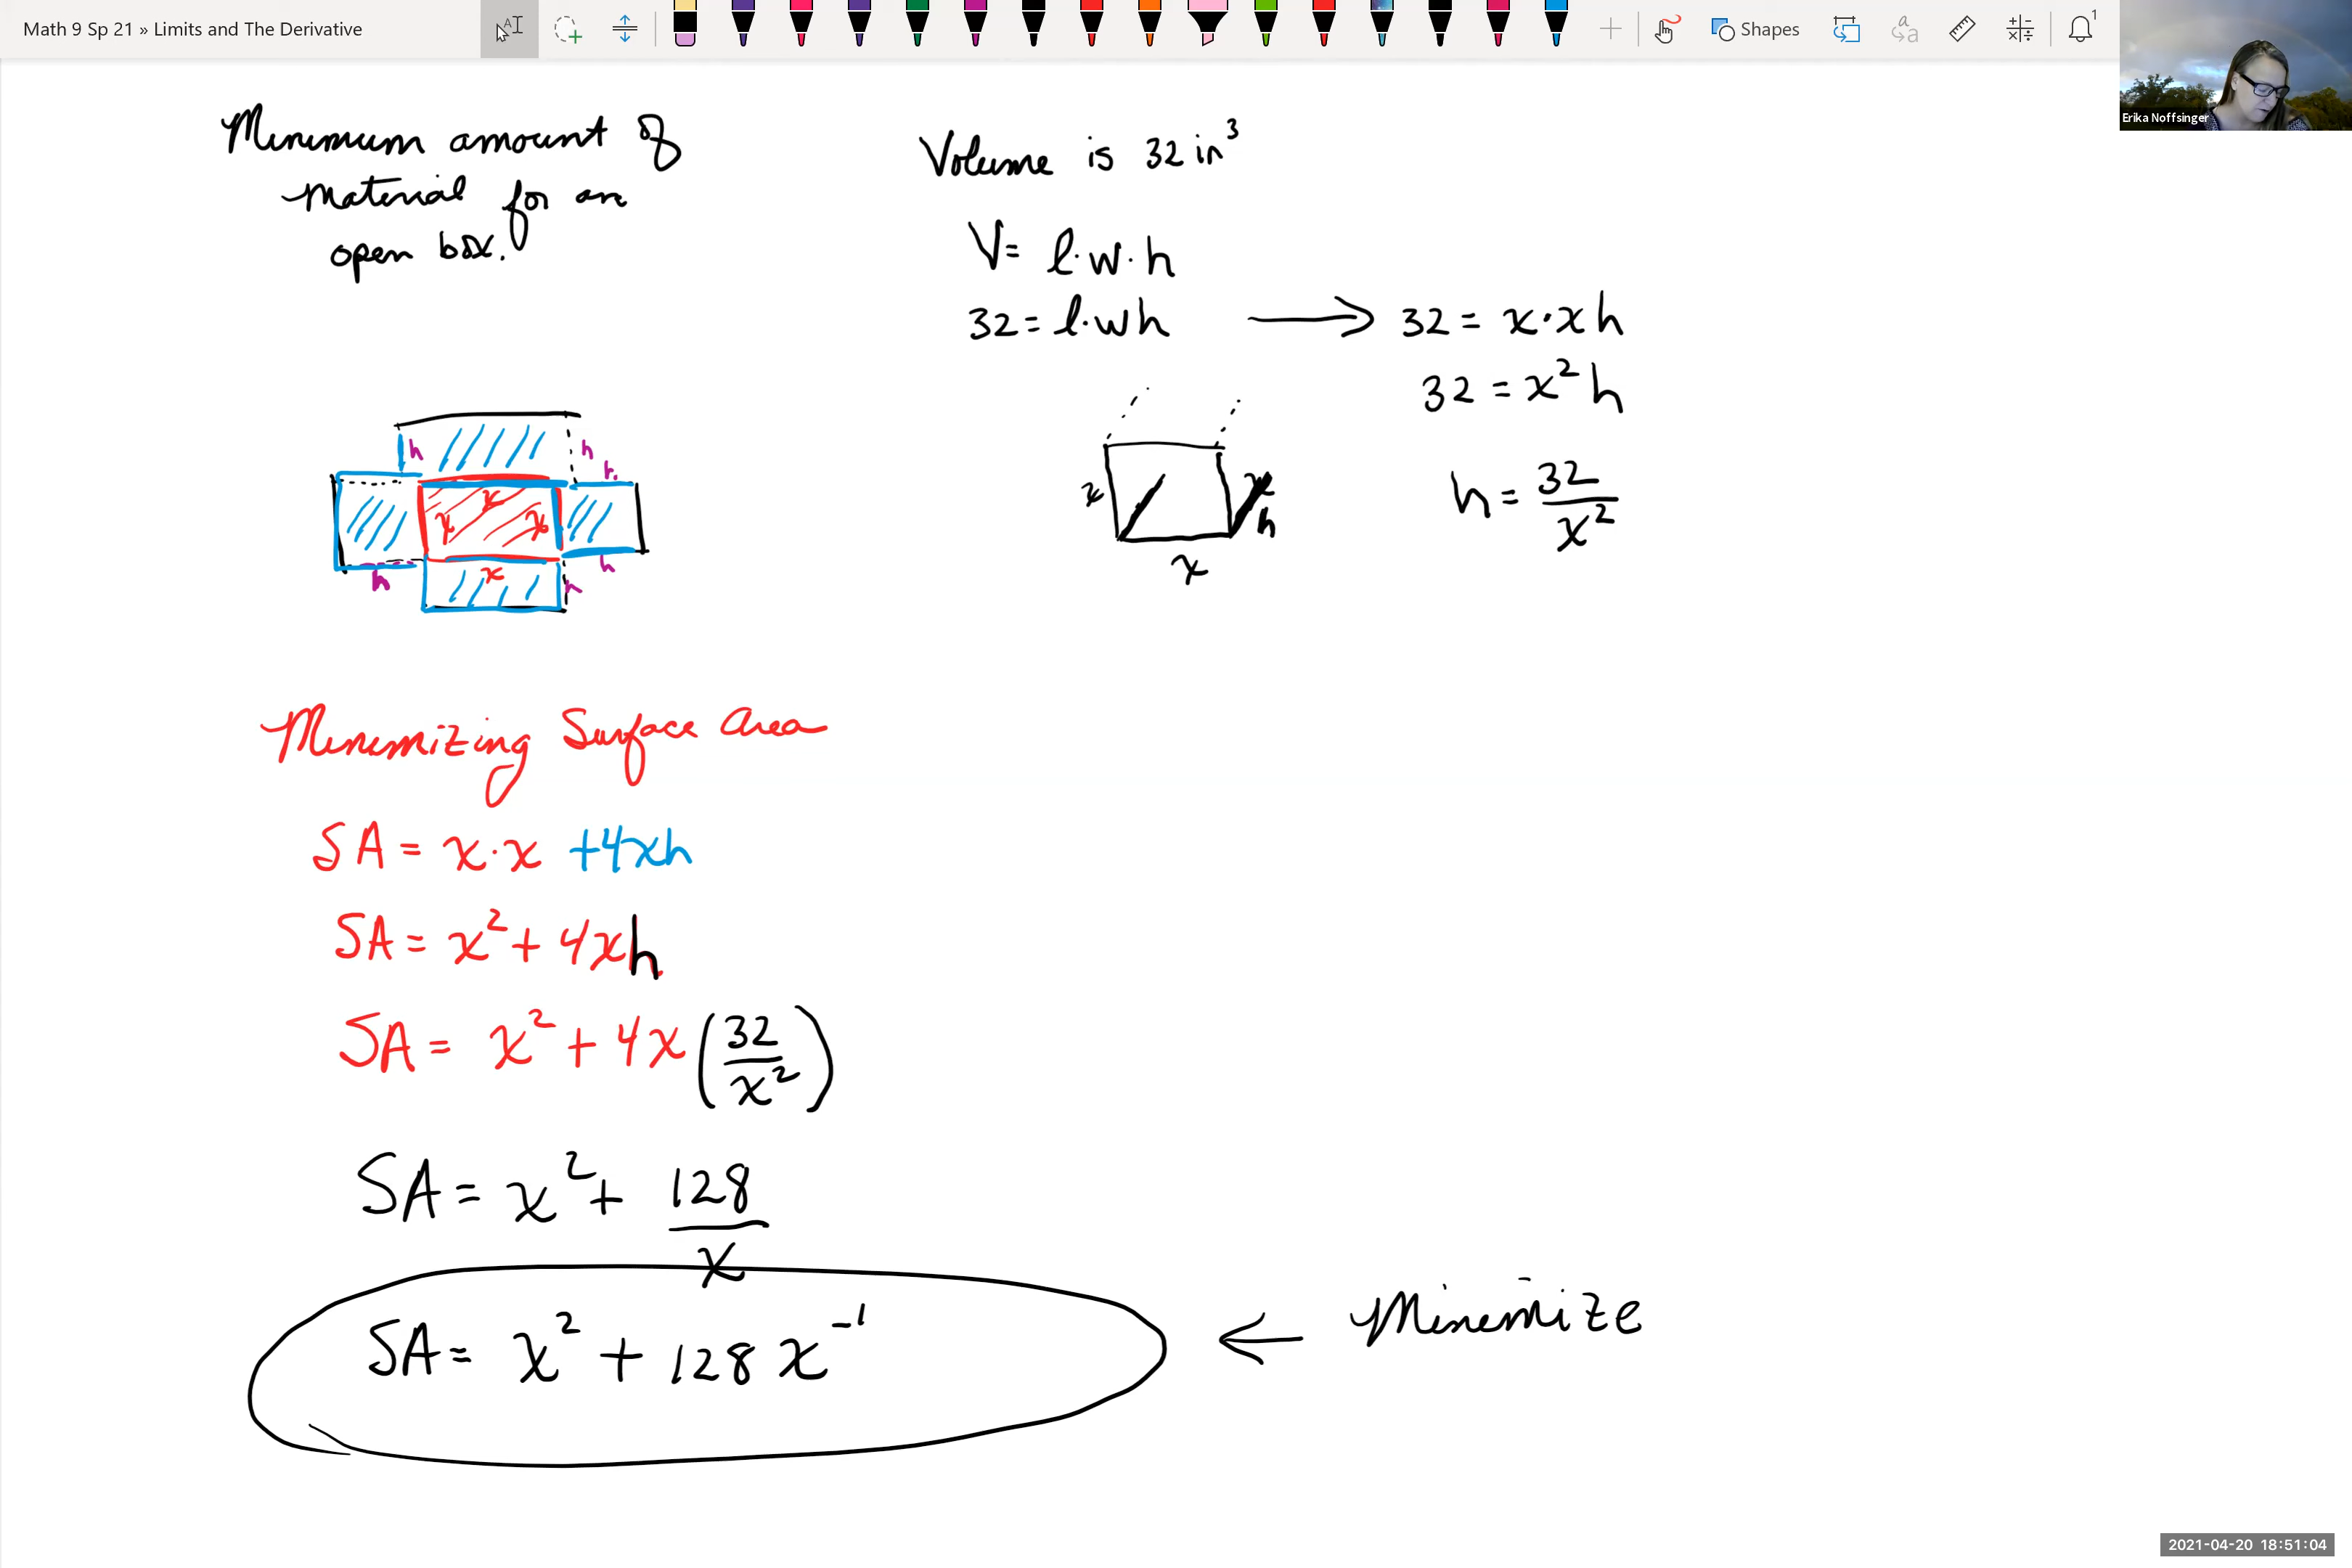 Math 9 Sp 21 » Limits and The Derivative
Shapes
1
Erika Noffsinger
Minimum amount of
material for an
open box.
Volume is 32 in³
V = l·w·h
32 = l·wh → 32 = x·xh
32 = x²h
h = 32/x²
x
x
h
x
h
h
h
x
x
x
h
x
h
h
Minimizing Surface Area
SA = x·x + 4xh
SA = x² + 4xh
SA = x² + 4x(32/x²)
SA = x² + 128/x
SA = x² + 128x⁻¹ ← Minimize
2021-04-20 18:51:04